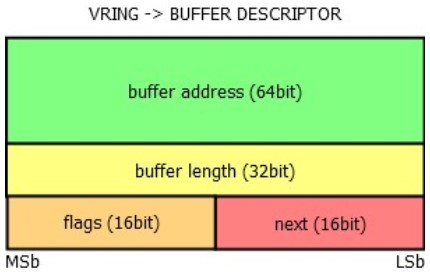 VRING -> BUFFER DESCRIPTOR
buffer address (64bit)
buffer length (32bit)
flags (16bit) next (16bit)
MSb LSb